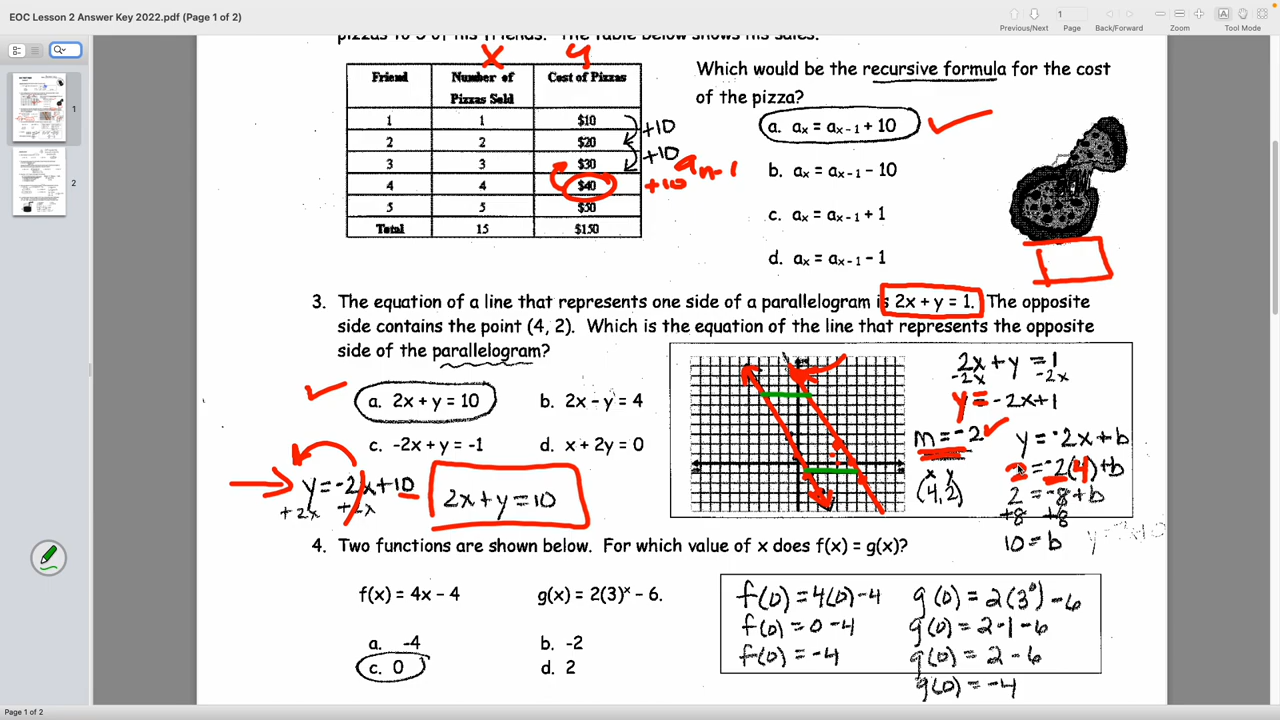 EOC Lesson 2 Answer Key 2022.pdf (Page 1 of 2)
1
Previous/Next Page Back/Forward Zoom Tool Mode
1
2
Page 1 of 2
pizzas to 5 of his friends. The table below shows his sales.
x y
Friend Number of Pizzas Sold Cost of Pizzas
1 1 $10
2 2 $20
3 3 $30
4 4 $40
5 5 $50
Total 15 $150
+10
+10
+10
an-1
Which would be the recursive formula for the cost
of the pizza?
a. ax = ax-1 + 10
b. ax = ax-1 - 10
c. ax = ax-1 + 1
d. ax = ax-1 - 1
3. The equation of a line that represents one side of a parallelogram is 2x + y = 1. The opposite
side contains the point (4, 2). Which is the equation of the line that represents the opposite
side of the parallelogram?
a. 2x + y = 10 b. 2x - y = 4
c. -2x + y = -1 d. x + 2y = 0
y = -2x + 10
+2x +2x
2x + y = 10
2x + y = 1
-2x -2x
y = -2x + 1
m = -2
x y
(4, 2)
y = -2x + b
2 = -2(4) + b
2 = -8 + b
+8 +8
10 = b
4. Two functions are shown below. For which value of x does f(x) = g(x)?
f(x) = 4x - 4 g(x) = 2(3)ˣ - 6.
a. -4 b. -2
c. 0 d. 2
f(0) = 4(0) - 4
f(0) = 0 - 4
f(0) = -4
g(0) = 2(3⁰) - 6
g(0) = 2 · 1 - 6
g(0) = 2 - 6
g(0) = -4